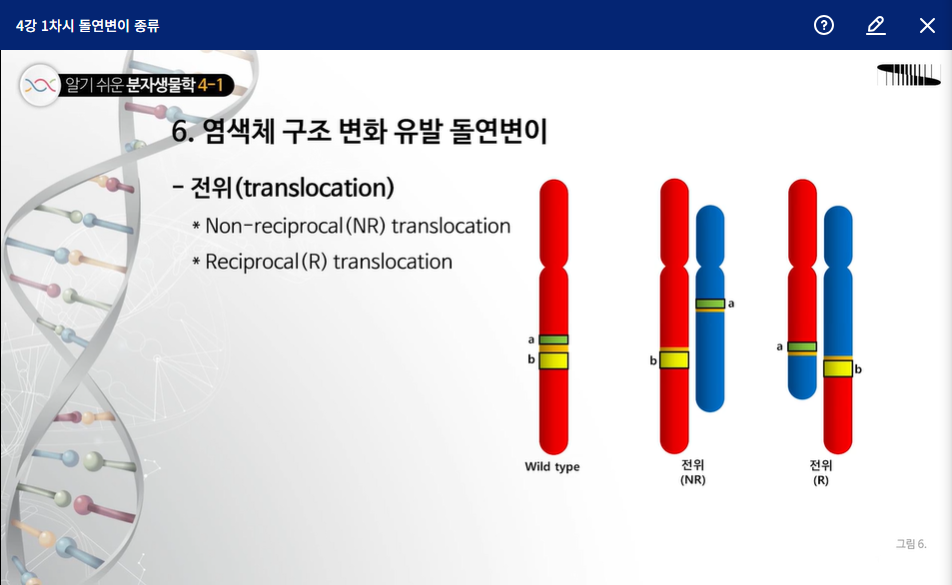 4강 1차시 돌연변이 종류
알기 쉬운 분자생물학 4-1
6. 염색체 구조 변화 유발 돌연변이
- 전위(translocation)
* Non-reciprocal(NR) translocation
* Reciprocal(R) translocation
a
b
Wild type
a
b
전위
(NR)
a
b
전위
(R)
그림 6.